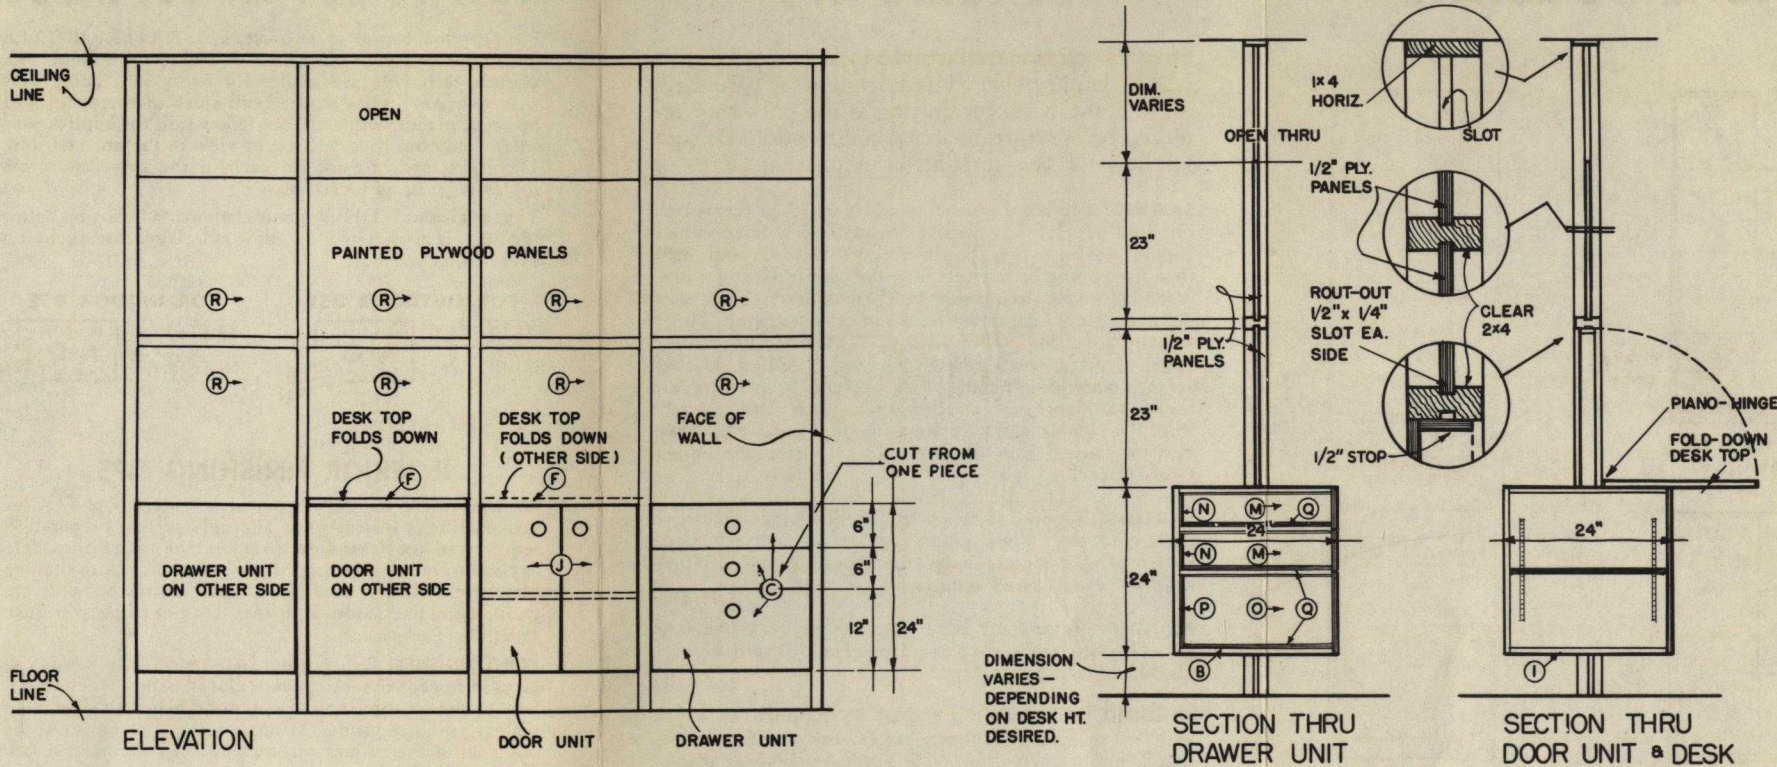 CEILING
LINE
OPEN
PAINTED PLYWOOD PANELS
R
R
R
R
R
R
R
R
DESK TOP
FOLDS DOWN
F
DESK TOP
FOLDS DOWN
( OTHER SIDE )
F
FACE OF
WALL
CUT FROM
ONE PIECE
DRAWER UNIT
ON OTHER SIDE
DOOR UNIT
ON OTHER SIDE
J
C
6"
6"
12"
24"
FLOOR
LINE
ELEVATION
DOOR UNIT
DRAWER UNIT
DIM.
VARIES
OPEN THRU
23"
1/2" PLY.
PANELS
23"
24"
N
M
Q
24"
N
M
P
O
Q
B
DIMENSION
VARIES –
DEPENDING
ON DESK HT.
DESIRED.
SECTION THRU
DRAWER UNIT
1x4
HORIZ.
SLOT
1/2" PLY.
PANELS
ROUT-OUT
1/2" x 1/4"
SLOT EA.
SIDE
CLEAR
2x4
1/2" STOP
PIANO-HINGE
FOLD-DOWN
DESK TOP
24"
I
SECTION THRU
DOOR UNIT & DESK